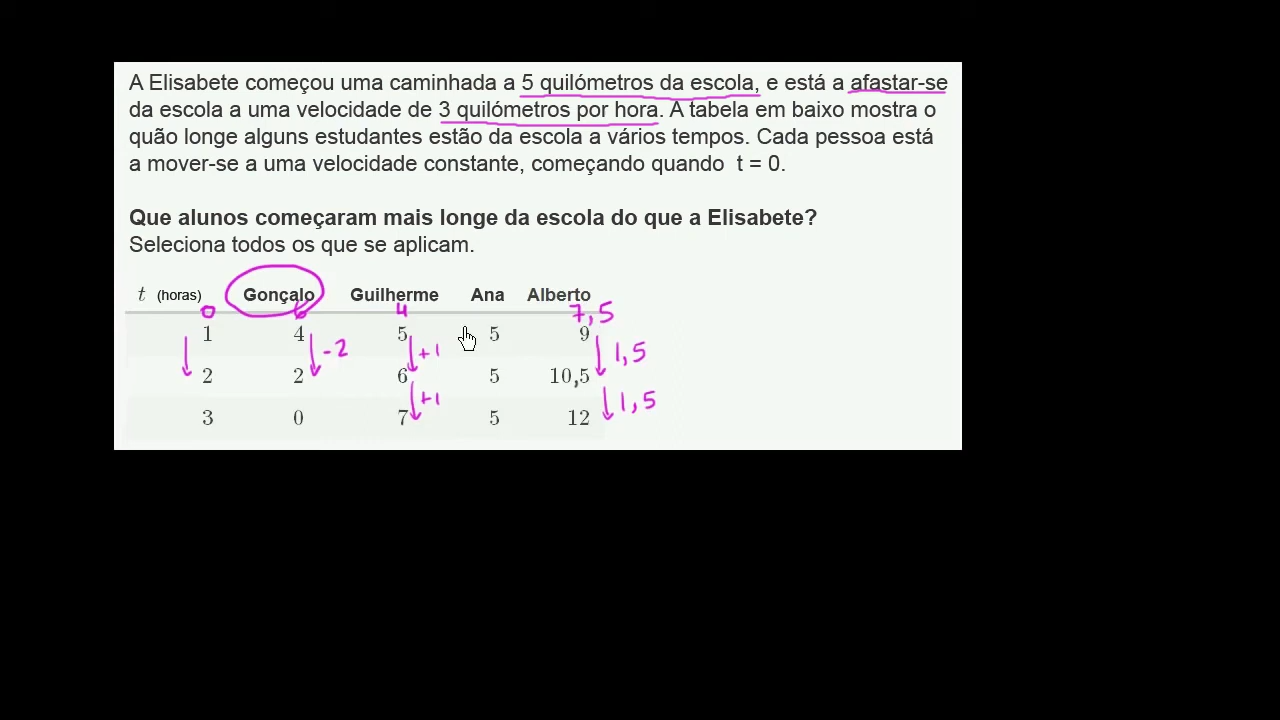 A Elisabete começou uma caminhada a 5 quilómetros da escola, e está a afastar-se
da escola a uma velocidade de 3 quilómetros por hora. A tabela em baixo mostra o
quão longe alguns estudantes estão da escola a vários tempos. Cada pessoa está
a mover-se a uma velocidade constante, começando quando t = 0.
Que alunos começaram mais longe da escola do que a Elisabete?
Seleciona todos os que se aplicam.
t (horas) Gonçalo Guilherme Ana Alberto
0 6 4 7,5
1 4 5 5 9
-2 +1 1,5
2 2 6 5 10,5
+1 1,5
3 0 7 5 12